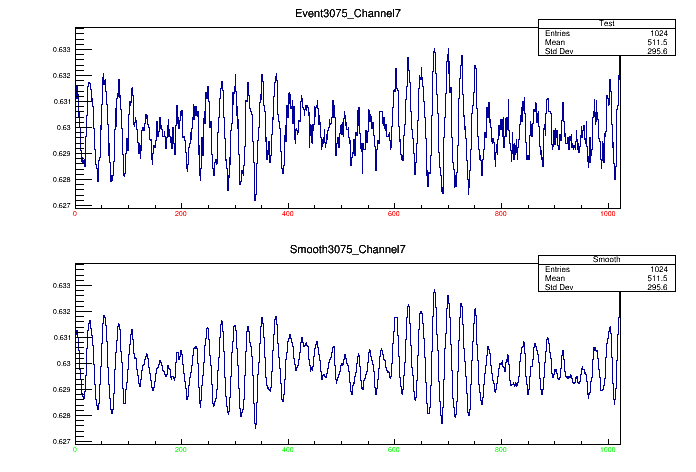 Event3075_Channel7
Test
Entries 1024
Mean 511.5
Std Dev 295.6
0.633
0.632
0.631
0.63
0.629
0.628
0.627
0 200 400 600 800 1000
Smooth3075_Channel7
Smooth
Entries 1024
Mean 511.5
Std Dev 295.6
0.633
0.632
0.631
0.63
0.629
0.628
0.627
0 200 400 600 800 1000